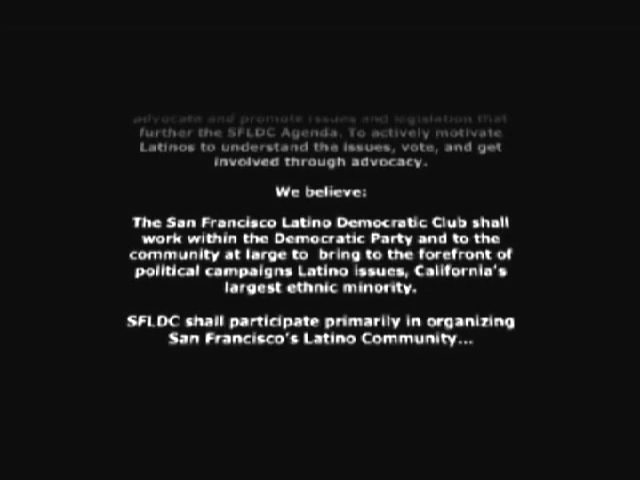 advocate and promote issues and legislation that
further the SFLDC Agenda. To actively motivate
Latinos to understand the issues, vote, and get
involved through advocacy.
We believe:
The San Francisco Latino Democratic Club shall
work within the Democratic Party and to the
community at large to  bring to the forefront of
political campaigns Latino issues, California's
largest ethnic minority.
SFLDC shall participate primarily in organizing
San Francisco's Latino Community...